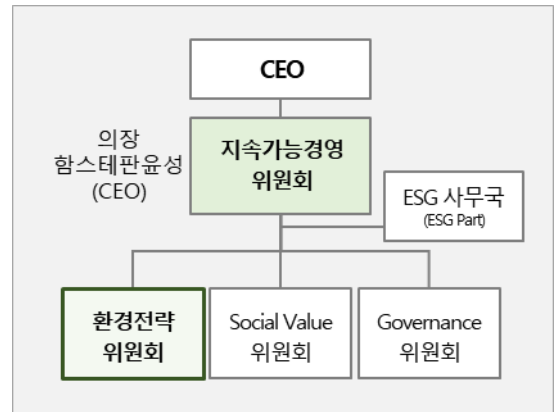 CEO
의장
함스테판윤성
(CEO)
지속가능경영
위원회
ESG 사무국
(ESG Part)
환경전략
위원회
Social Value
위원회
Governance
위원회